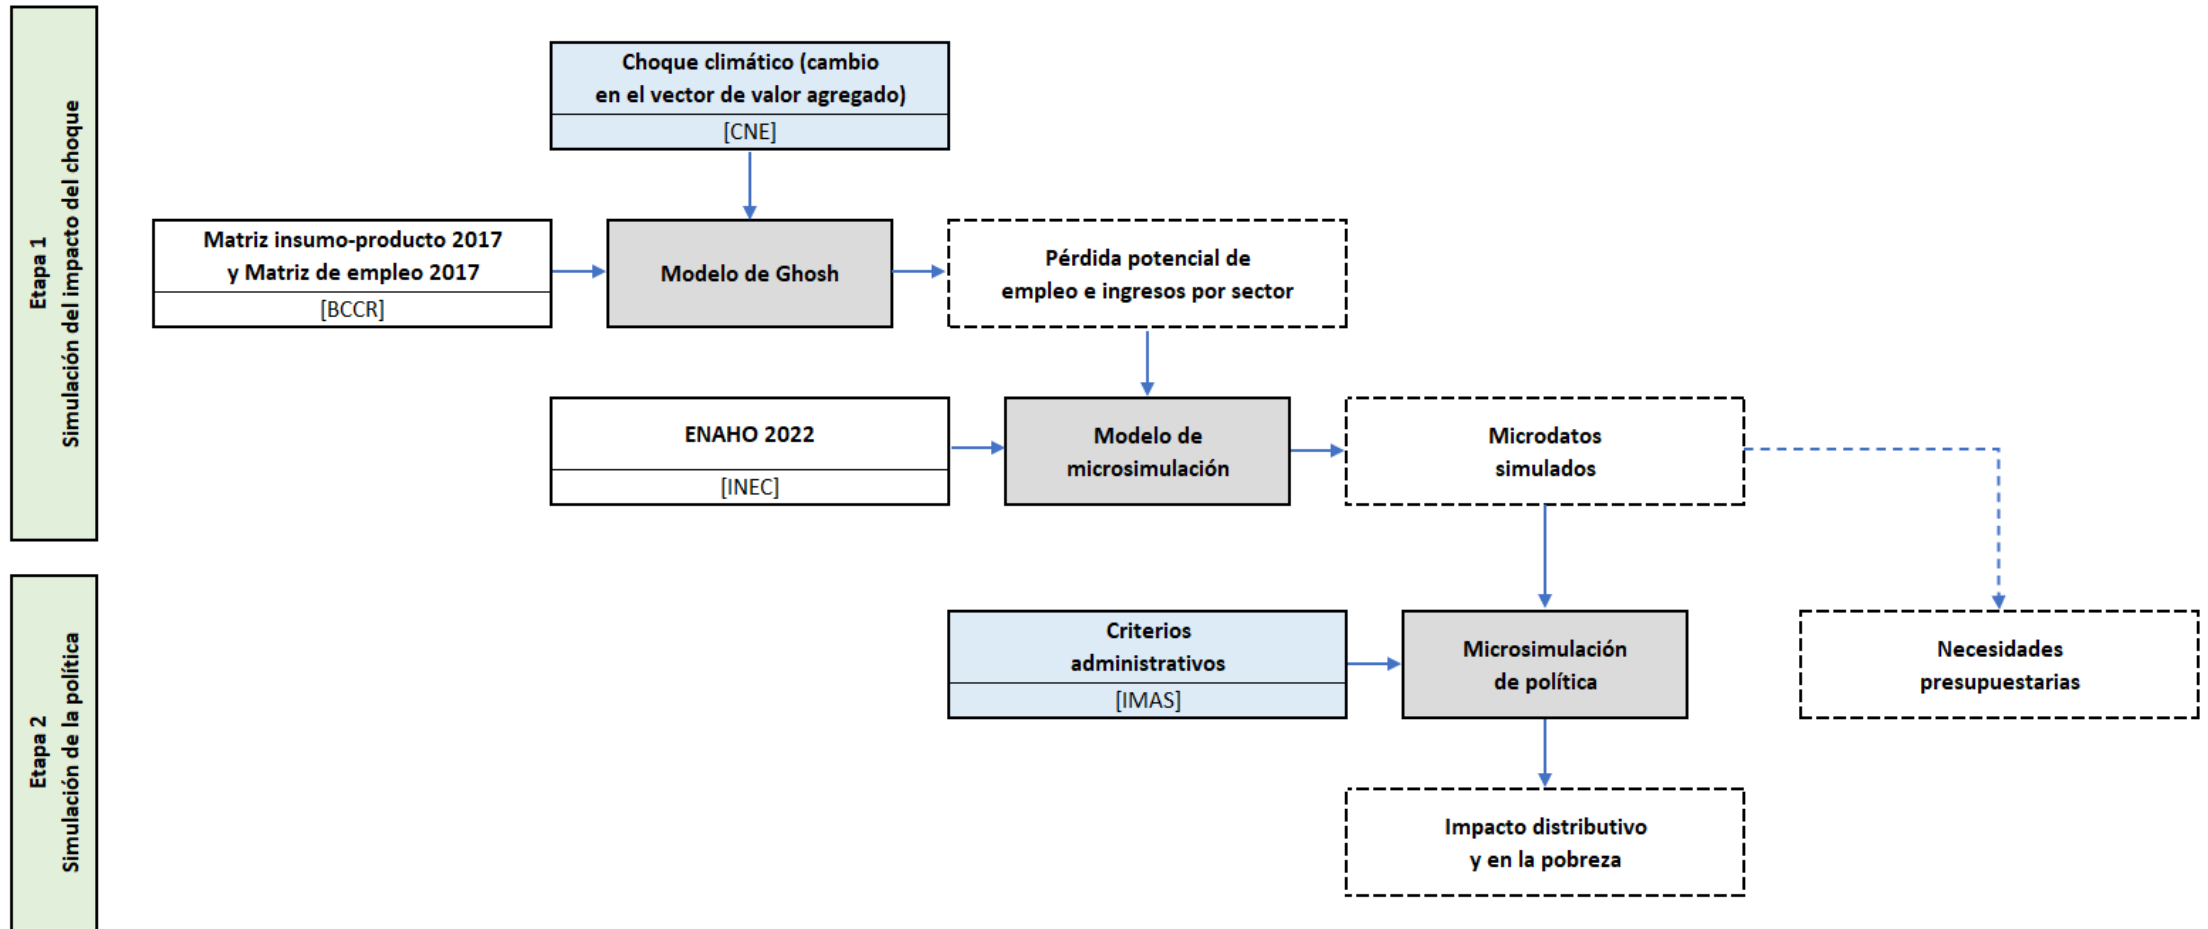 Etapa 1
Simulación del impacto del choque
Choque climático (cambio
en el vector de valor agregado)
[CNE]
Matriz insumo-producto 2017
y Matriz de empleo 2017
[BCCR]
Modelo de Ghosh
Pérdida potencial de
empleo e ingresos por sector
ENAHO 2022
[INEC]
Modelo de
microsimulación
Microdatos
simulados
Etapa 2
Simulación de la política
Criterios
administrativos
[IMAS]
Microsimulación
de política
Necesidades
presupuestarias
Impacto distributivo
y en la pobreza